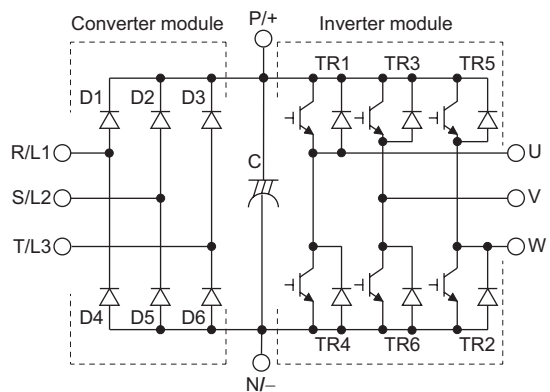 Converter module P/+ Inverter module
D1 D2 D3 TR1 TR3 TR5
R/L1 U
C
S/L2 V
T/L3 W
D4 D5 D6 TR4 TR6 TR2
N/−